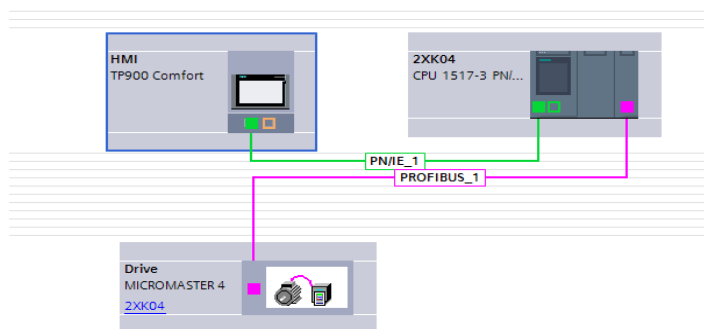 HMI
TP900 Comfort
2XK04
CPU 1517-3 PN/...
PN/IE_1
PROFIBUS_1
Drive
MICROMASTER 4
2XK04